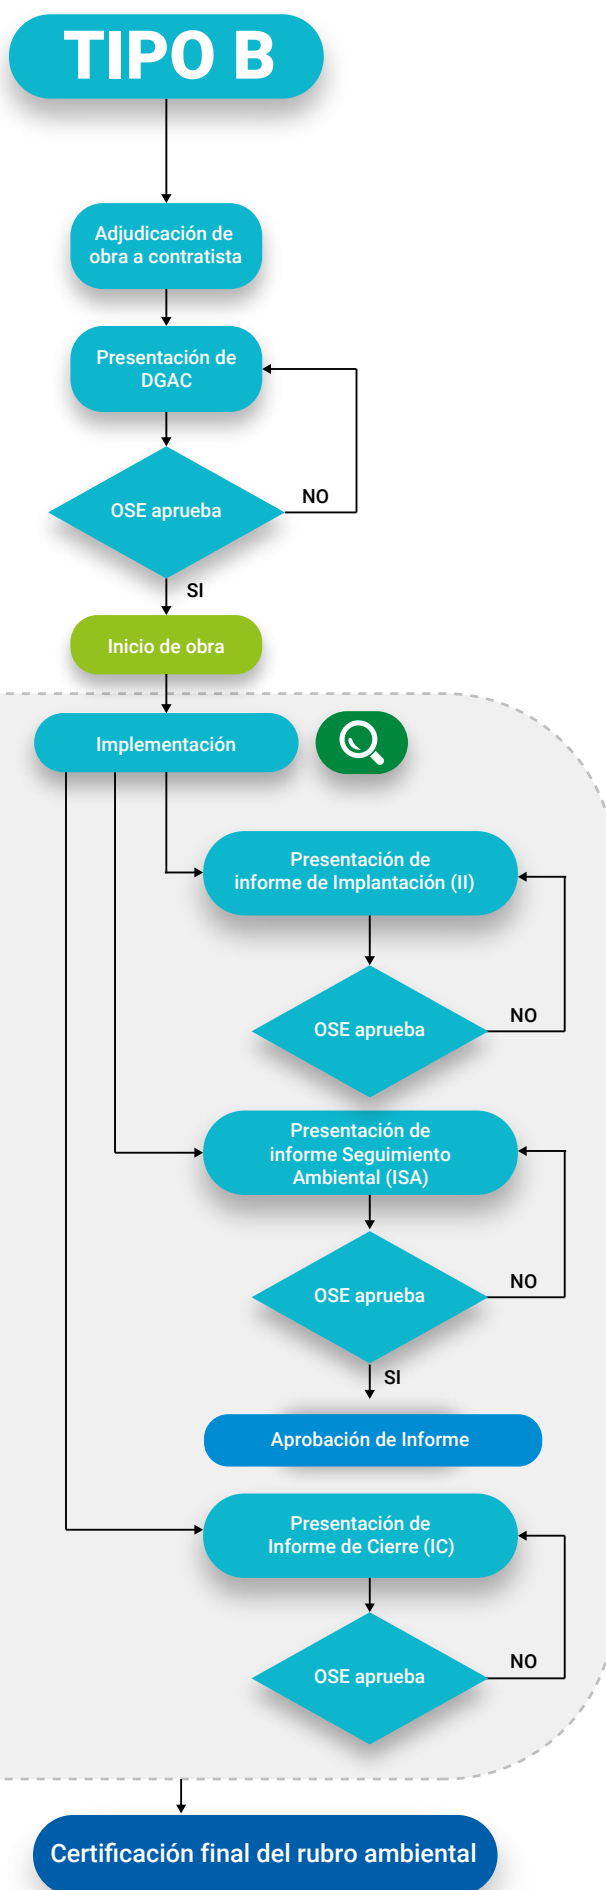 TIPO B
Adjudicación de
obra a contratista
Presentación de
DGAC
OSE aprueba
NO
SI
Inicio de obra
Implementación
Presentación de
informe de Implantación (II)
OSE aprueba
NO
Presentación de
informe Seguimiento
Ambiental (ISA)
OSE aprueba
NO
SI
Aprobación de Informe
Presentación de
Informe de Cierre (IC)
OSE aprueba
NO
Certificación final del rubro ambiental